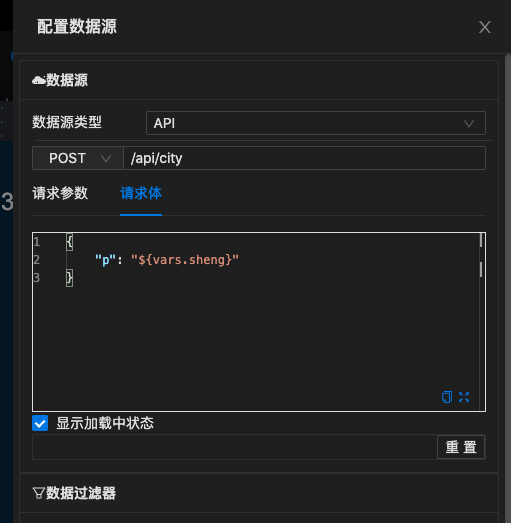 配置数据源
数据源
数据源类型 API
POST /api/city
请求参数 请求体
1 {
2 "p": "${vars.sheng}"
3 }
显示加载中状态
重 置
数据过滤器
3